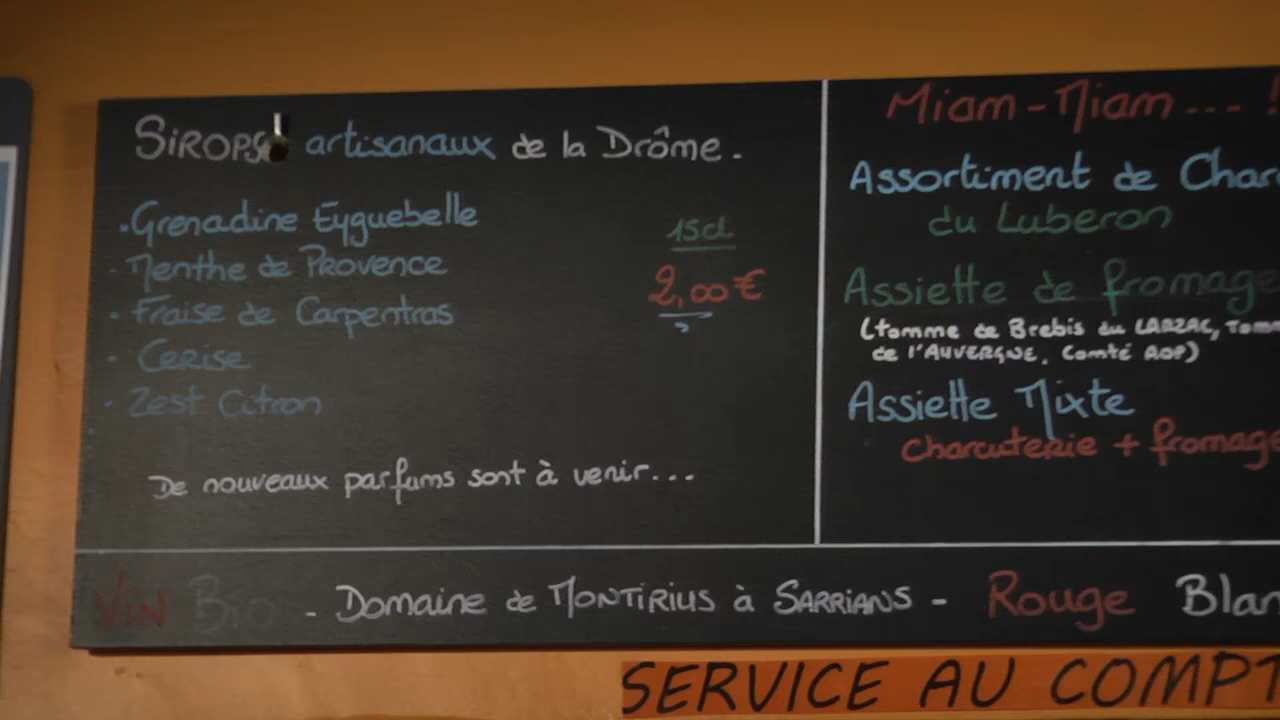 SIROPS artisanaux de la Drôme.
. Grenadine Eyguebelle
. Menthe de Provence
. Fraise de Carpentras
. Cerise
. Zest Citron
15cl
2,00€
De nouveaux parfums sont à venir...
Miam-Miam... !
Assortiment de Char
du Luberon
Assiette de fromage
(tomme de Brebis du LARZAC, Tom
de l'AUVERGNE, Comté AOP)
Assiette Mixte
charcuterie + fromage
VIN Bio - Domaine de MONTIRIUS à SARRIANS - Rouge Blan
SERVICE AU COMPT